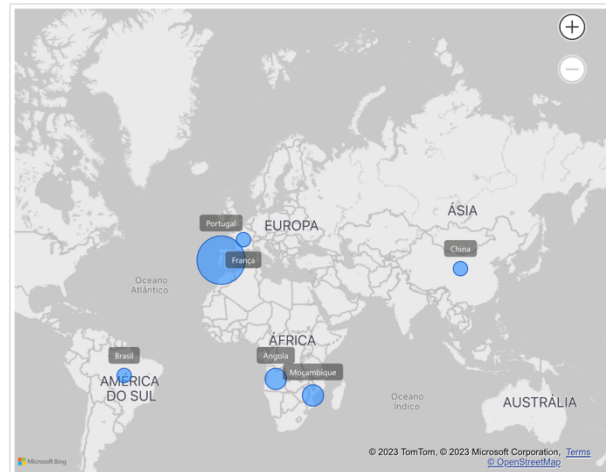 Portugal
EUROPA
ÁSIA
China
França
Oceano
Atlântico
ÁFRICA
Brasil
Angola
Moçambique
AMÉRICA
DO SUL
Oceano
Índico
AUSTRÁLIA
© 2023 TomTom, © 2023 Microsoft Corporation, Terms
© OpenStreetMap
Microsoft Bing